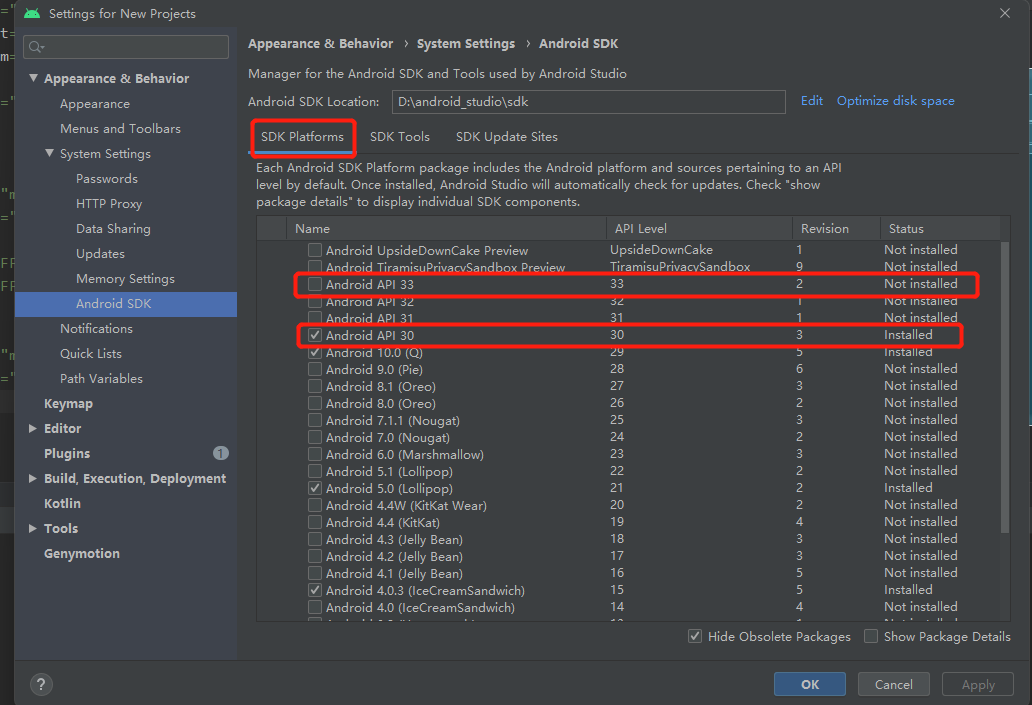 Settings for New Projects
Appearance & Behavior
Appearance
Menus and Toolbars
System Settings
Passwords
HTTP Proxy
Data Sharing
Updates
Memory Settings
Android SDK
Notifications
Quick Lists
Path Variables
Keymap
Editor
Plugins 1
Build, Execution, Deployment
Kotlin
Tools
Genymotion
Appearance & Behavior › System Settings › Android SDK
Manager for the Android SDK and Tools used by Android Studio
Android SDK Location: D:\android_studio\sdk Edit Optimize disk space
SDK Platforms SDK Tools SDK Update Sites
Each Android SDK Platform package includes the Android platform and sources pertaining to an API
level by default. Once installed, Android Studio will automatically check for updates. Check "show
package details" to display individual SDK components.
Name API Level Revision Status
Android UpsideDownCake Preview UpsideDownCake 1 Not installed
Android TiramisuPrivacySandbox Preview TiramisuPrivacySandbox 9 Not installed
Android API 33 33 2 Not installed
Android API 32 32 1 Not installed
Android API 31 31 1 Not installed
Android API 30 30 3 Installed
Android 10.0 (Q) 29 5 Installed
Android 9.0 (Pie) 28 6 Not installed
Android 8.1 (Oreo) 27 3 Not installed
Android 8.0 (Oreo) 26 2 Not installed
Android 7.1.1 (Nougat) 25 3 Not installed
Android 7.0 (Nougat) 24 2 Not installed
Android 6.0 (Marshmallow) 23 3 Not installed
Android 5.1 (Lollipop) 22 2 Not installed
Android 5.0 (Lollipop) 21 2 Installed
Android 4.4W (KitKat Wear) 20 2 Not installed
Android 4.4 (KitKat) 19 4 Not installed
Android 4.3 (Jelly Bean) 18 3 Not installed
Android 4.2 (Jelly Bean) 17 3 Not installed
Android 4.1 (Jelly Bean) 16 5 Not installed
Android 4.0.3 (IceCreamSandwich) 15 5 Installed
Android 4.0 (IceCreamSandwich) 14 4 Not installed
Hide Obsolete Packages Show Package Details
? OK Cancel Apply